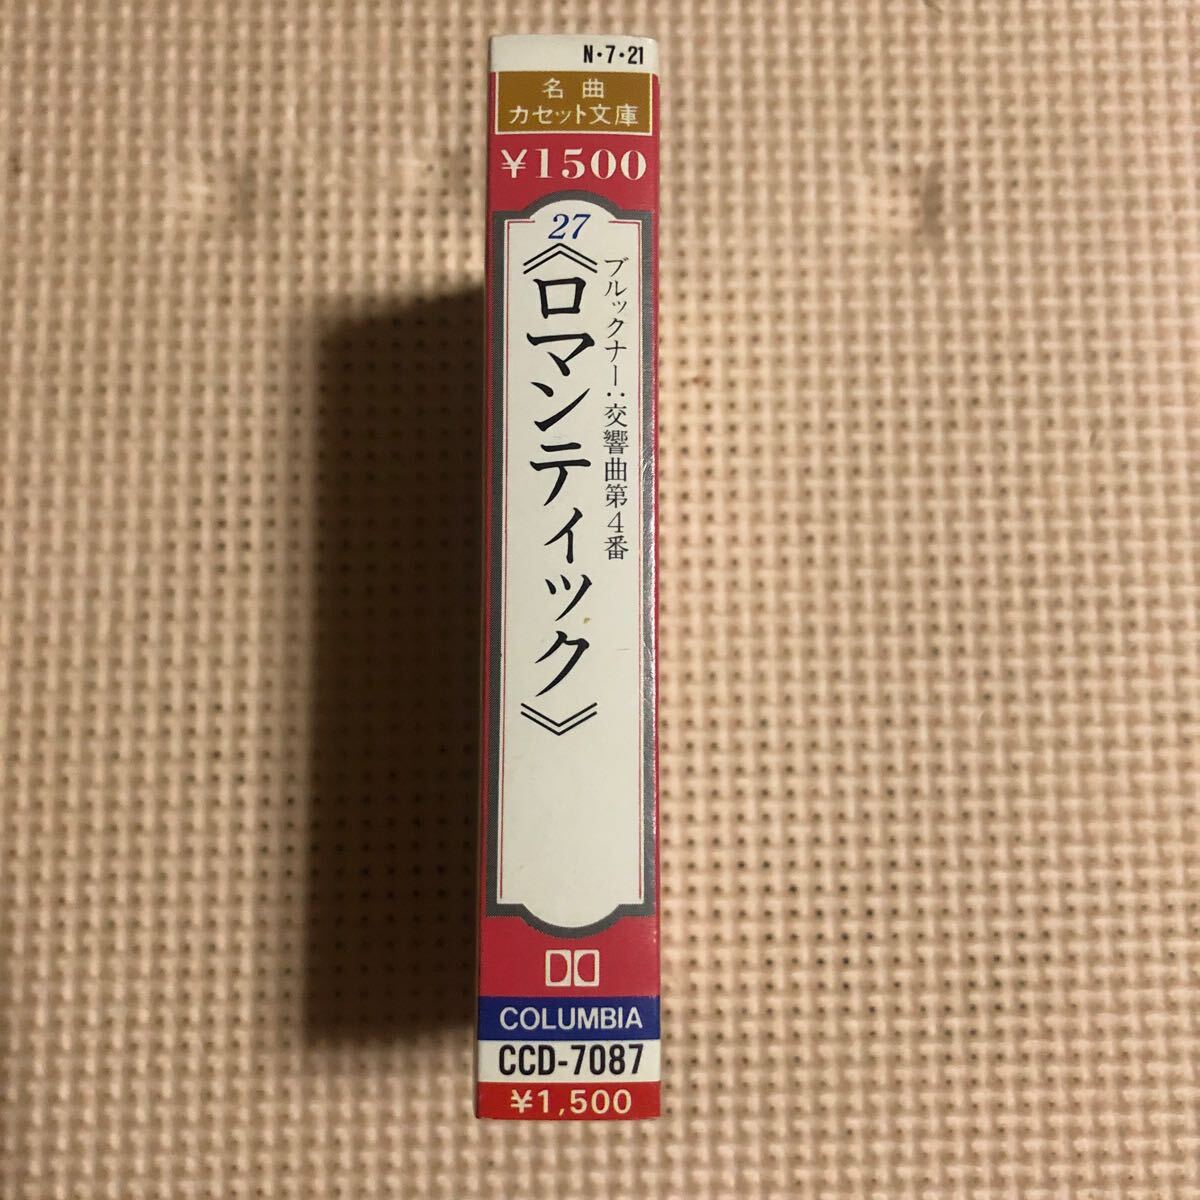 N・7・21
名曲
カセット文庫
¥1500
27
ブルックナー：交響曲第4番
《ロマンティック》
COLUMBIA
CCD-7087
¥1,500